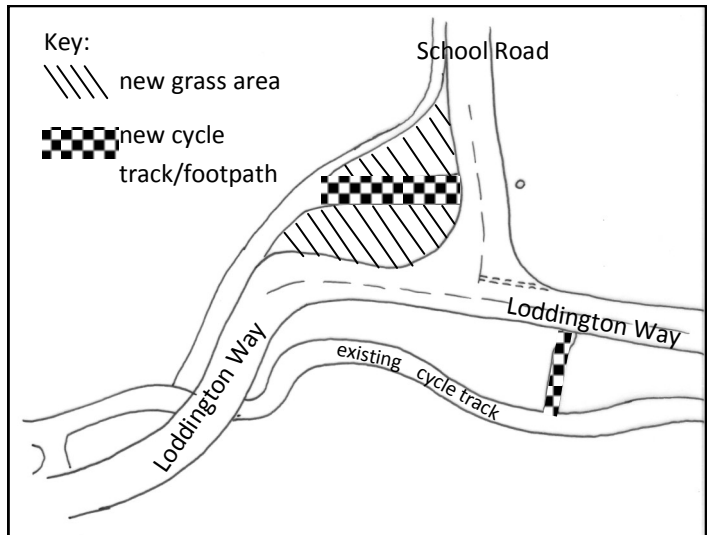 Key:
School Road
new grass area
new cycle
track/footpath
Loddington Way
Loddington Way
existing cycle track